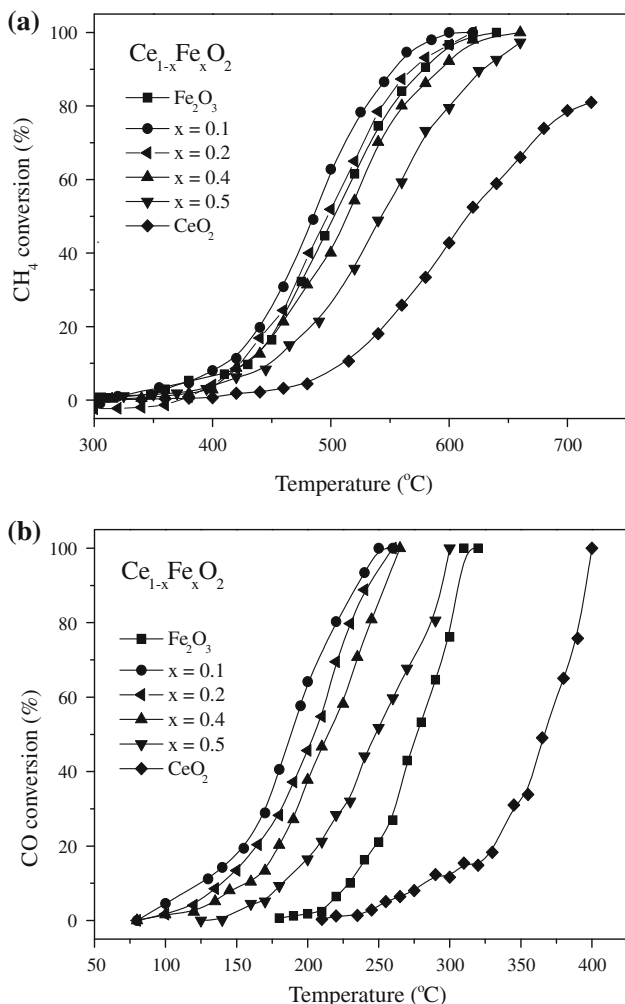 (a)
Ce1-xFexO2
Fe2O3
x = 0.1
x = 0.2
x = 0.4
x = 0.5
CeO2
CH4 conversion (%)
100
80
60
40
20
0
300 400 500 600 700
Temperature (°C)
(b)
Ce1-xFexO2
Fe2O3
x = 0.1
x = 0.2
x = 0.4
x = 0.5
CeO2
CO conversion (%)
100
80
60
40
20
0
50 100 150 200 250 300 350 400
Temperature (°C)